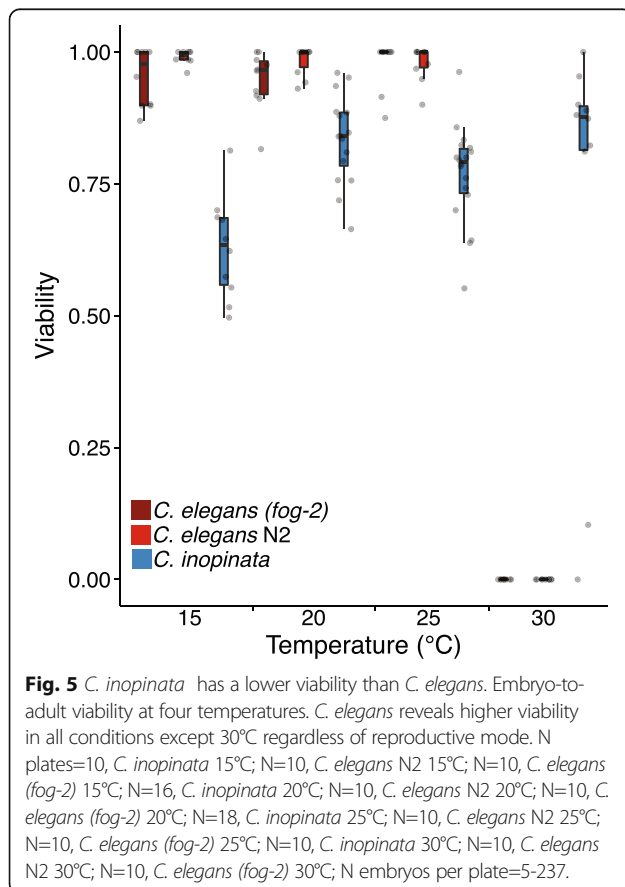 1.00
0.75
0.50
0.25
0.00
Viability
C. elegans (fog-2)
C. elegans N2
C. inopinata
15 20 25 30
Temperature (°C)
Fig. 5 C. inopinata has a lower viability than C. elegans. Embryo-to-
adult viability at four temperatures. C. elegans reveals higher viability
in all conditions except 30°C regardless of reproductive mode. N
plates=10, C. inopinata 15°C; N=10, C. elegans N2 15°C; N=10, C. elegans
(fog-2) 15°C; N=16, C. inopinata 20°C; N=10, C. elegans N2 20°C; N=10, C.
elegans (fog-2) 20°C; N=18, C. inopinata 25°C; N=10, C. elegans N2 25°C;
N=10, C. elegans (fog-2) 25°C; N=10, C. inopinata 30°C; N=10, C. elegans
N2 30°C; N=10, C. elegans (fog-2) 30°C; N embryos per plate=5-237.